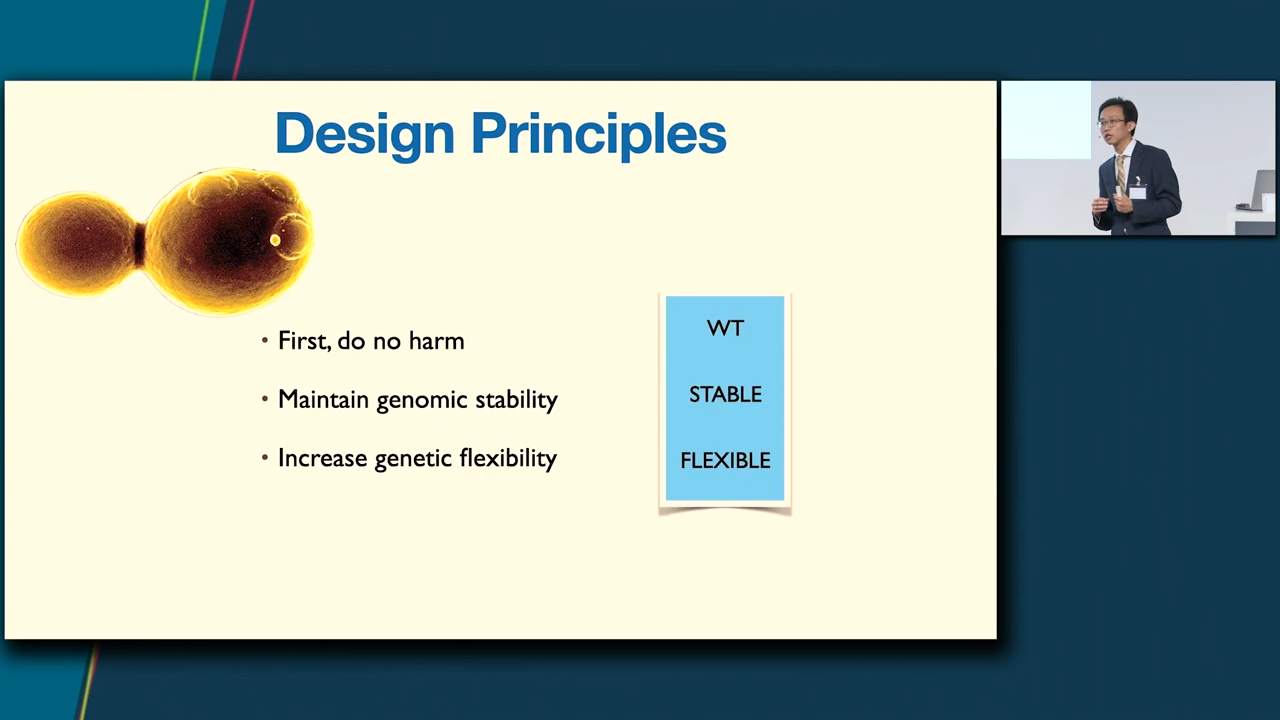 Design Principles
• First, do no harm
• Maintain genomic stability
• Increase genetic flexibility
WT
STABLE
FLEXIBLE